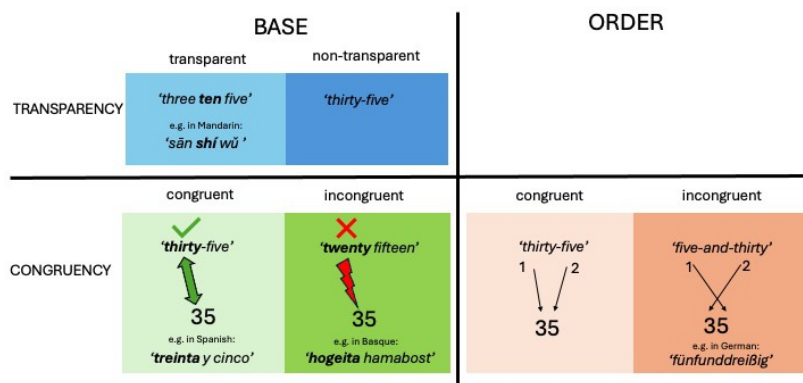 BASE
ORDER
transparent
non-transparent
TRANSPARENCY
‘three ten five’
e.g. in Mandarin:
‘sān shí wǔ ’
‘thirty-five’
congruent
incongruent
congruent
incongruent
CONGRUENCY
‘thirty-five’
35
e.g. in Spanish:
‘treinta y cinco’
‘twenty fifteen’
35
e.g. in Basque:
‘hogeita hamabost’
‘thirty-five’
1 2
35
‘five-and-thirty’
1 2
35
e.g. in German:
‘fünfunddreißig’